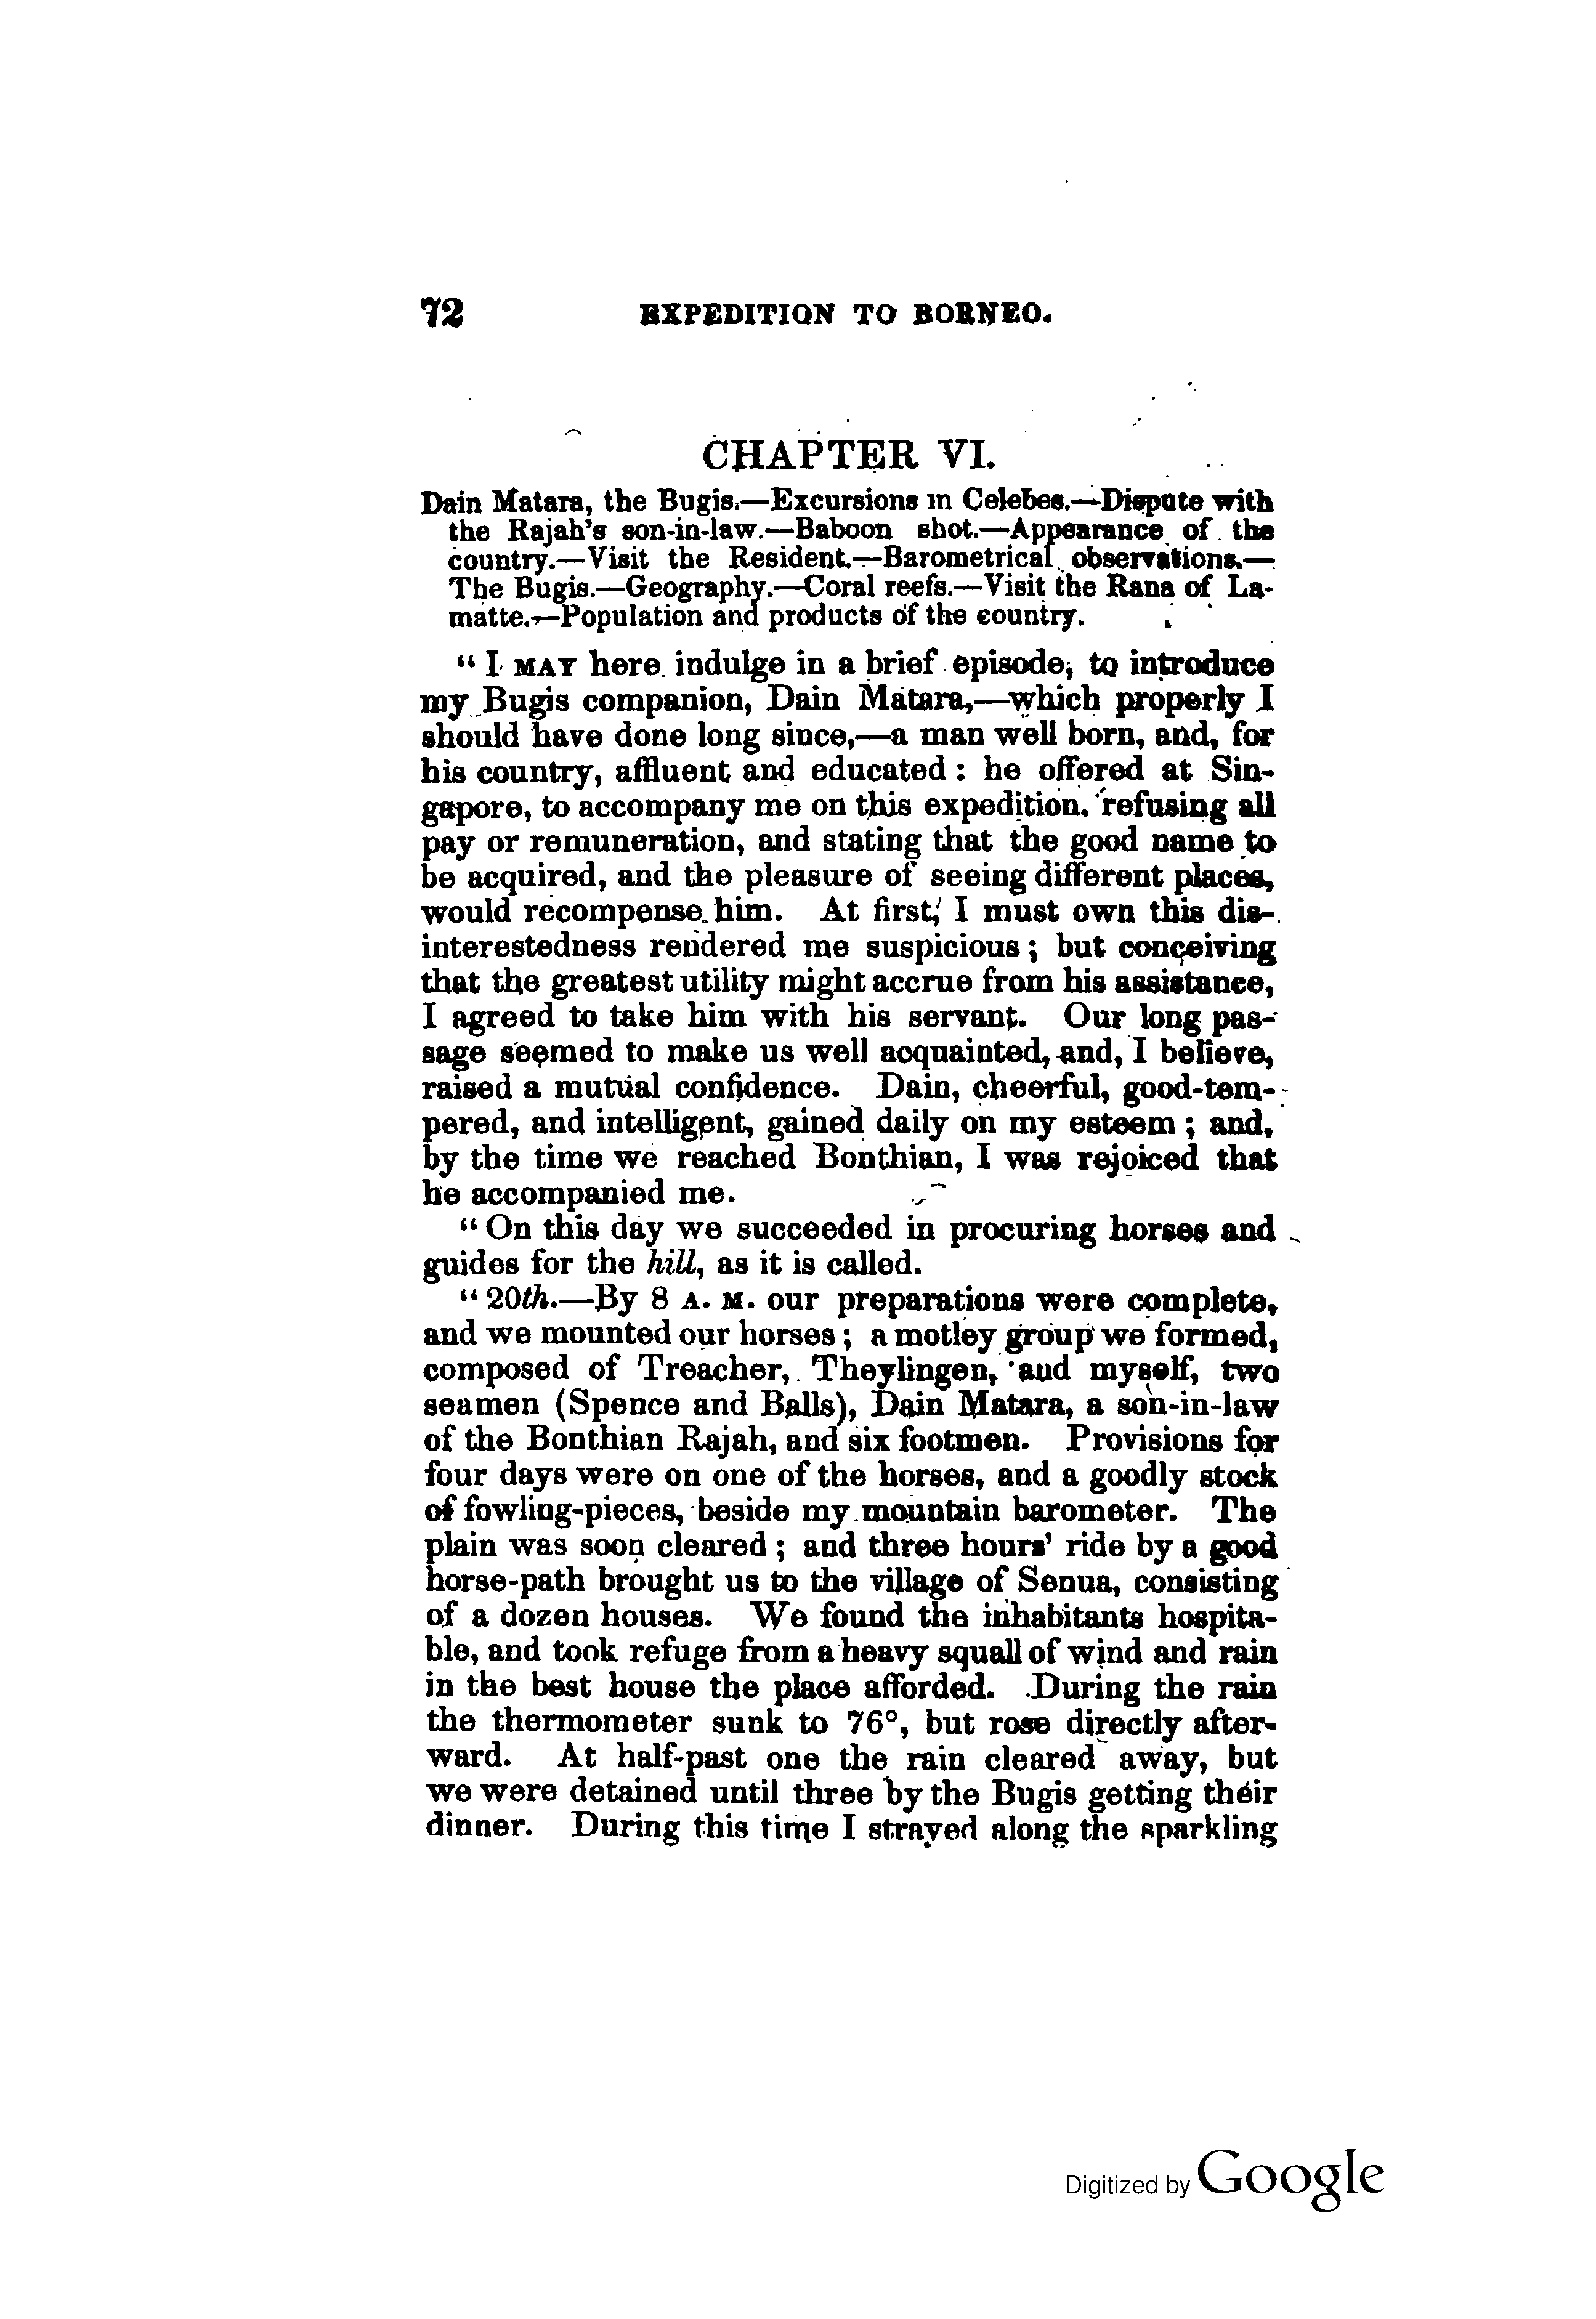 72 EXPEDITION TO BORNEO.
CHAPTER VI.
Dain Matara, the Bugis.—Excursions in Celebes.—Dispute with
the Rajah's son-in-law.—Baboon shot.—Appearance of the
country.—Visit the Resident.—Barometrical observations.—
The Bugis.—Geography.—Coral reefs.—Visit the Rana of La-
matte.—Population and products of the country.
"I MAY here indulge in a brief episode, to introduce
my Bugis companion, Dain Matara,—which properly I
should have done long since,—a man well born, and, for
his country, affluent and educated: he offered at Sin-
gapore, to accompany me on this expedition, refusing all
pay or remuneration, and stating that the good name to
be acquired, and the pleasure of seeing different places,
would recompense him. At first, I must own this dis-
interestedness rendered me suspicious; but conceiving
that the greatest utility might accrue from his assistance,
I agreed to take him with his servant. Our long pas-
sage seemed to make us well acquainted, and, I believe,
raised a mutual confidence. Dain, cheerful, good-tem-
pered, and intelligent, gained daily on my esteem; and,
by the time we reached Bonthian, I was rejoiced that
he accompanied me.
"On this day we succeeded in procuring horses and
guides for the hill, as it is called.
"20th.—By 8 A. M. our preparations were complete,
and we mounted our horses; a motley group we formed,
composed of Treacher, Theylingen, and myself, two
seamen (Spence and Balls), Dain Matara, a son-in-law
of the Bonthian Rajah, and six footmen. Provisions for
four days were on one of the horses, and a goodly stock
of fowling-pieces, beside my mountain barometer. The
plain was soon cleared; and three hours' ride by a good
horse-path brought us to the village of Senua, consisting
of a dozen houses. We found the inhabitants hospita-
ble, and took refuge from a heavy squall of wind and rain
in the best house the place afforded. During the rain
the thermometer sunk to 76°, but rose directly after-
ward. At half-past one the rain cleared away, but
we were detained until three by the Bugis getting their
dinner. During this time I strayed along the sparkling
Digitized by Google